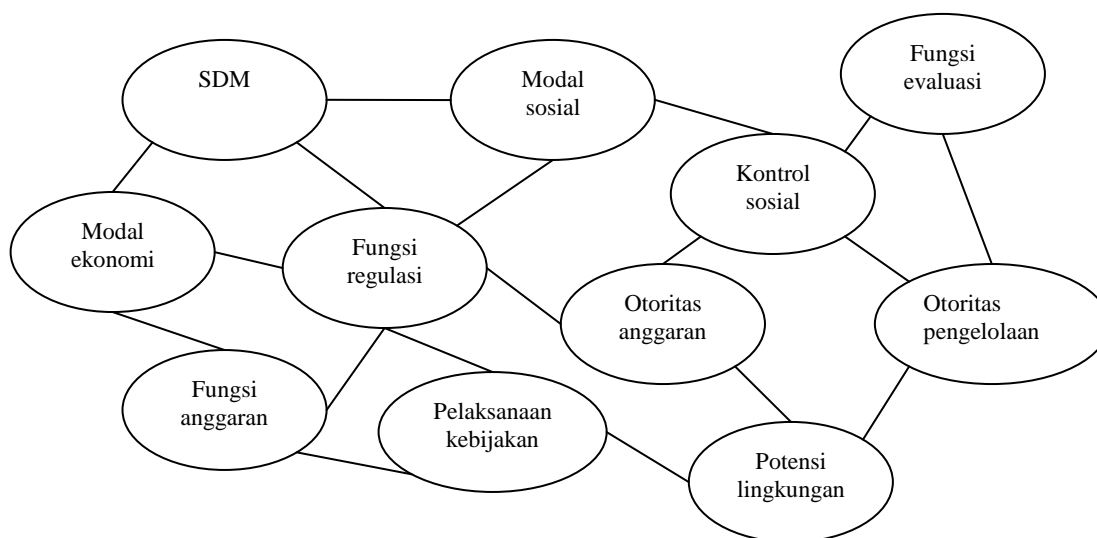 SDM
Modal
sosial
Fungsi
evaluasi
Kontrol
sosial
Modal
ekonomi
Fungsi
regulasi
Otoritas
anggaran
Otoritas
pengelolaan
Fungsi
anggaran
Pelaksanaan
kebijakan
Potensi
lingkungan